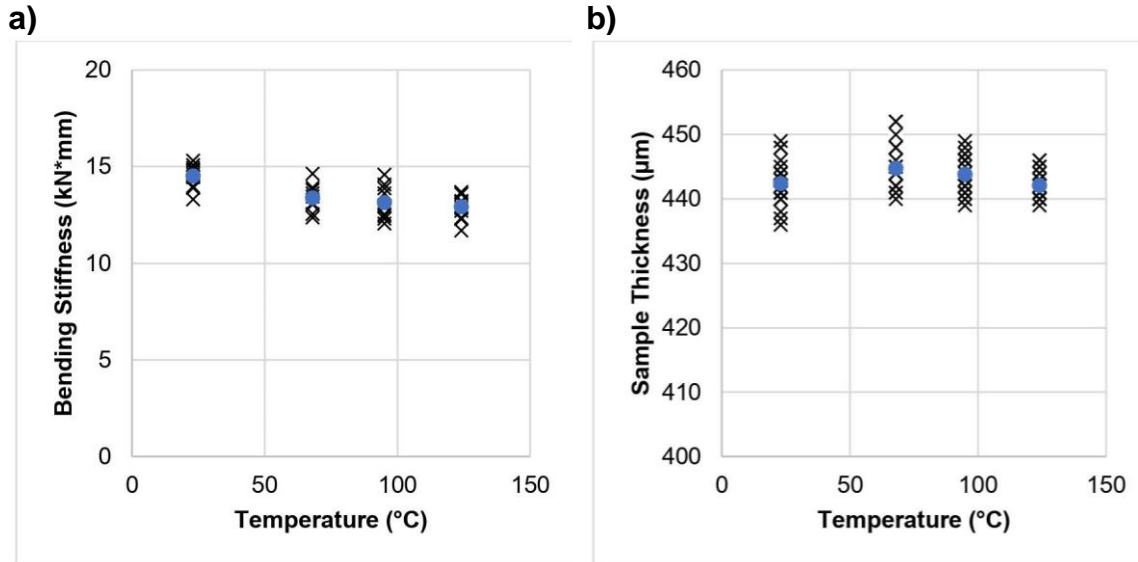 a)
20
15
10
5
0
0 50 100 150
Bending Stiffness (kN*mm)
Temperature (°C)
b)
460
450
440
430
420
410
400
0 50 100 150
Sample Thickness (µm)
Temperature (°C)